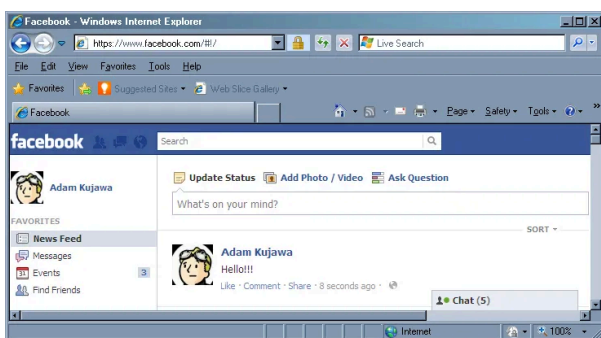 Facebook - Windows Internet Explorer
https://www.facebook.com/#!/
Live Search
File Edit View Favorites Tools Help
Favorites Suggested Sites Web Slice Gallery
Facebook
Page Safety Tools
facebook Search
Adam Kujawa
Update Status Add Photo / Video Ask Question
What's on your mind?
FAVORITES
SORT
News Feed
Messages
Events 3
Find Friends
Adam Kujawa
Hello!!!
Like · Comment · Share · 8 seconds ago ·
Chat (5)
Internet 100%